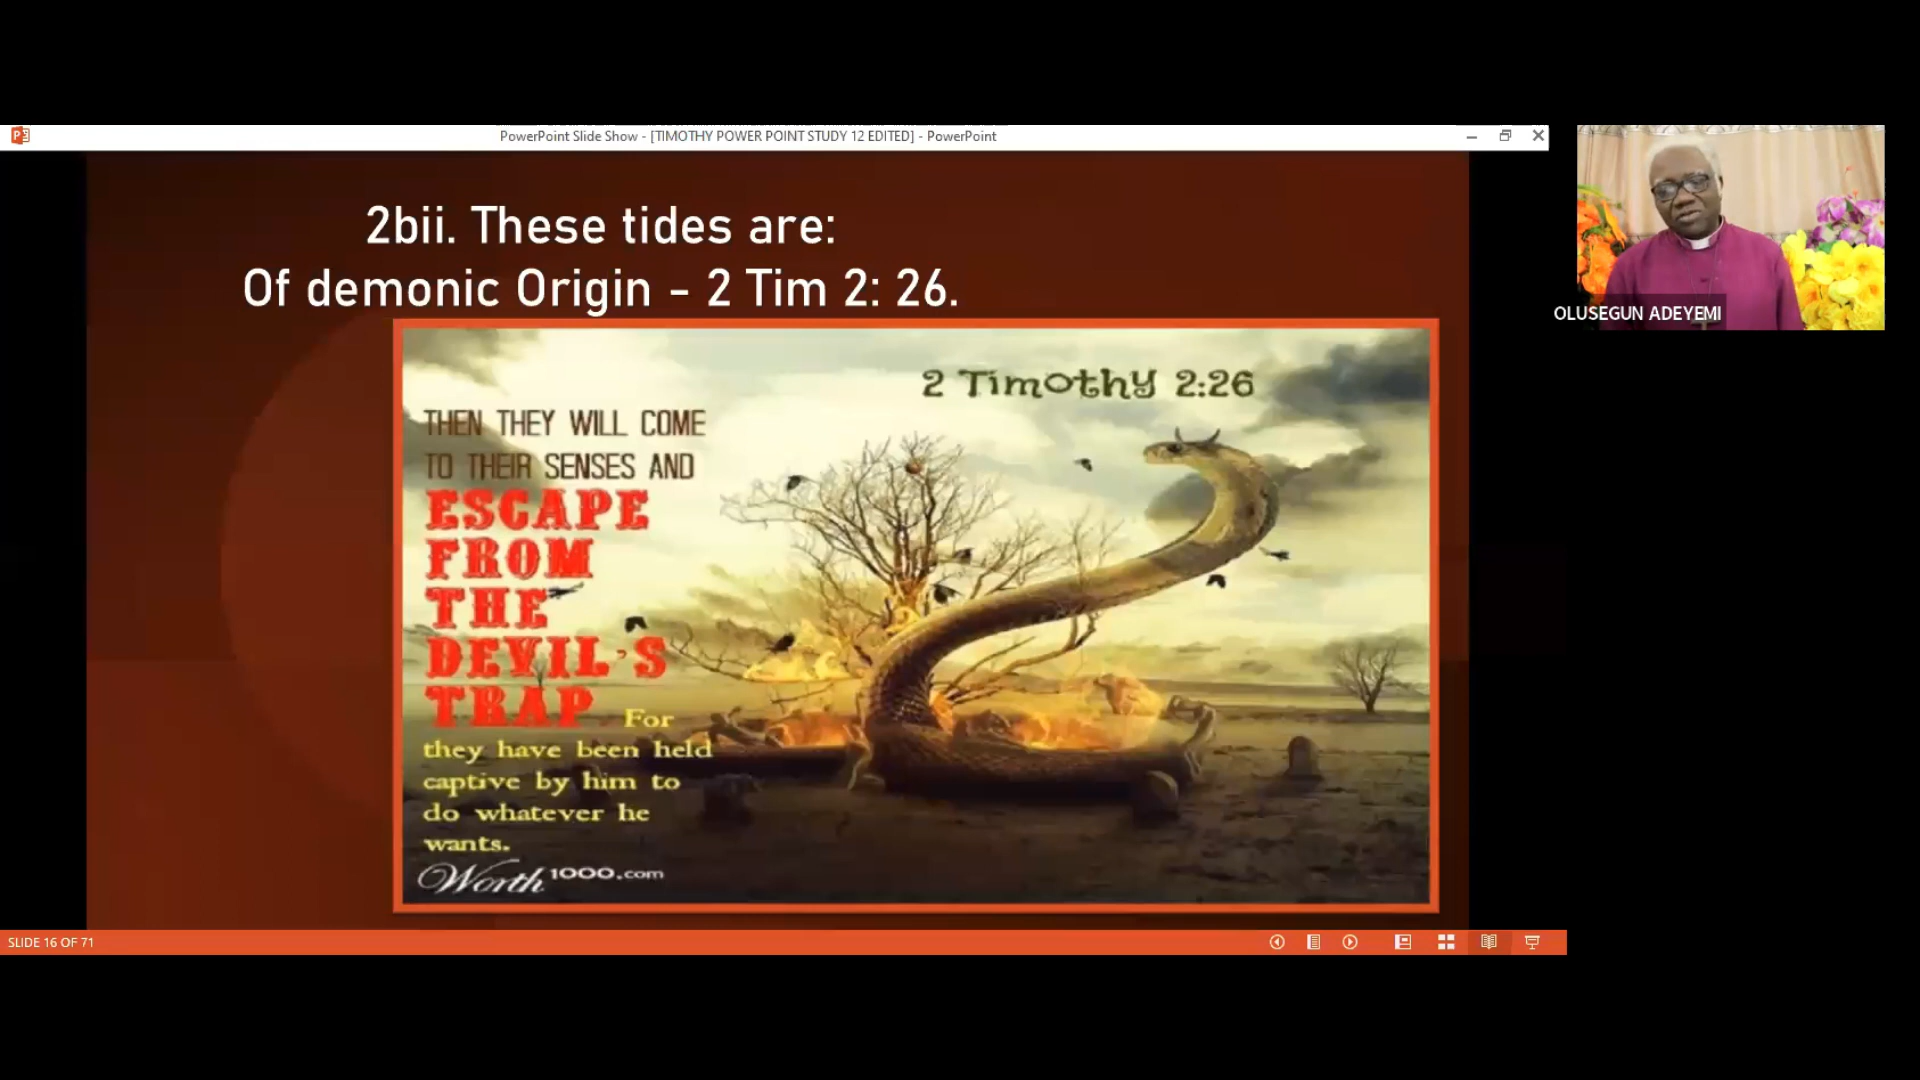 PowerPoint Slide Show - [TIMOTHY POWER POINT STUDY 12 EDITED] - PowerPoint
2bii. These tides are:
Of demonic Origin - 2 Tim 2: 26.
2 Timothy 2:26
THEN THEY WILL COME
TO THEIR SENSES AND
ESCAPE
FROM
THE
DEVIL'S
TRAP. For
they have been held
captive by him to
do whatever he
wants.
Worth1000.com
OLUSEGUN ADEYEMI
SLIDE 16 OF 71